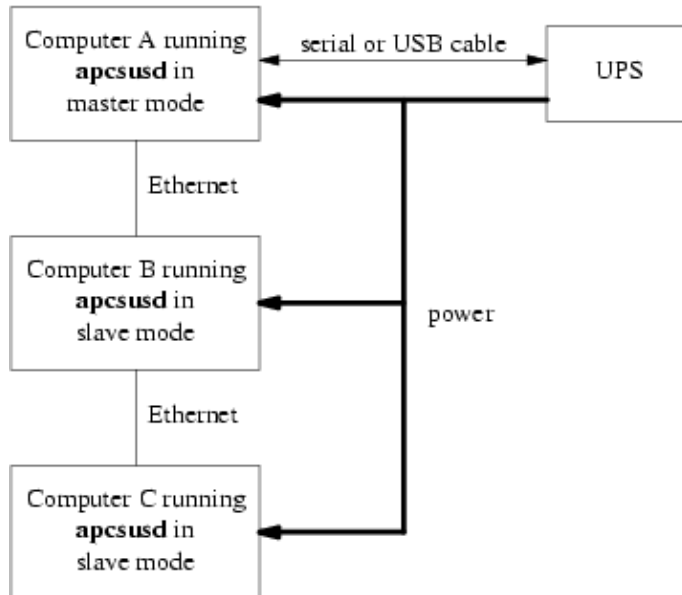 Computer A running
apcsusd in
master mode
serial or USB cable
UPS
Ethernet
Computer B running
apcsusd in
slave mode
power
Ethernet
Computer C running
apcsusd in
slave mode